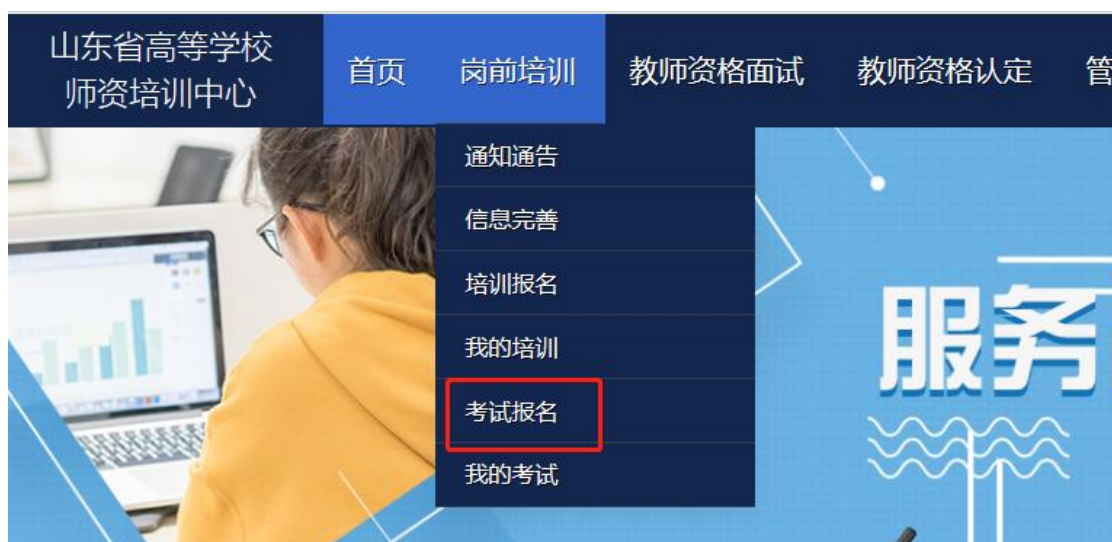 山东省高等学校
师资培训中心
首页 岗前培训 教师资格面试 教师资格认定 管
通知通告
信息完善
培训报名
我的培训
考试报名
我的考试
服务